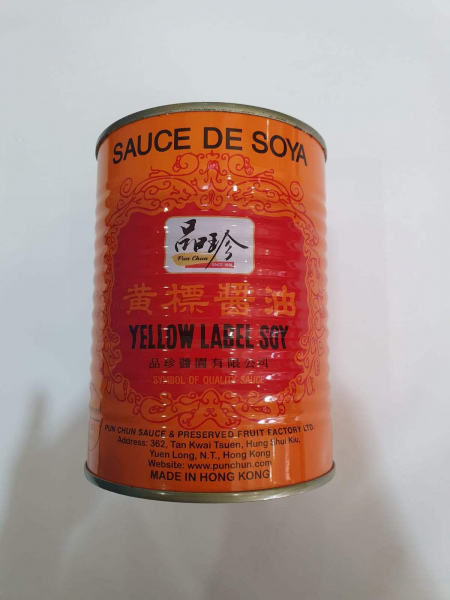 SAUCE DE SOYA
品珍
Pun Chun
黃標醬油
YELLOW LABEL SOY
品珍醬園有限公司
SYMBOL OF QUALITY SAUCE
PUN CHUN SAUCE & PRESERVED FRUIT FACTORY LTD.
Address: 362, Tan Kwai Tsuen, Hung Shui Kiu,
Yuen Long, N.T., Hong Kong
Website: www.punchun.com
MADE IN HONG KONG